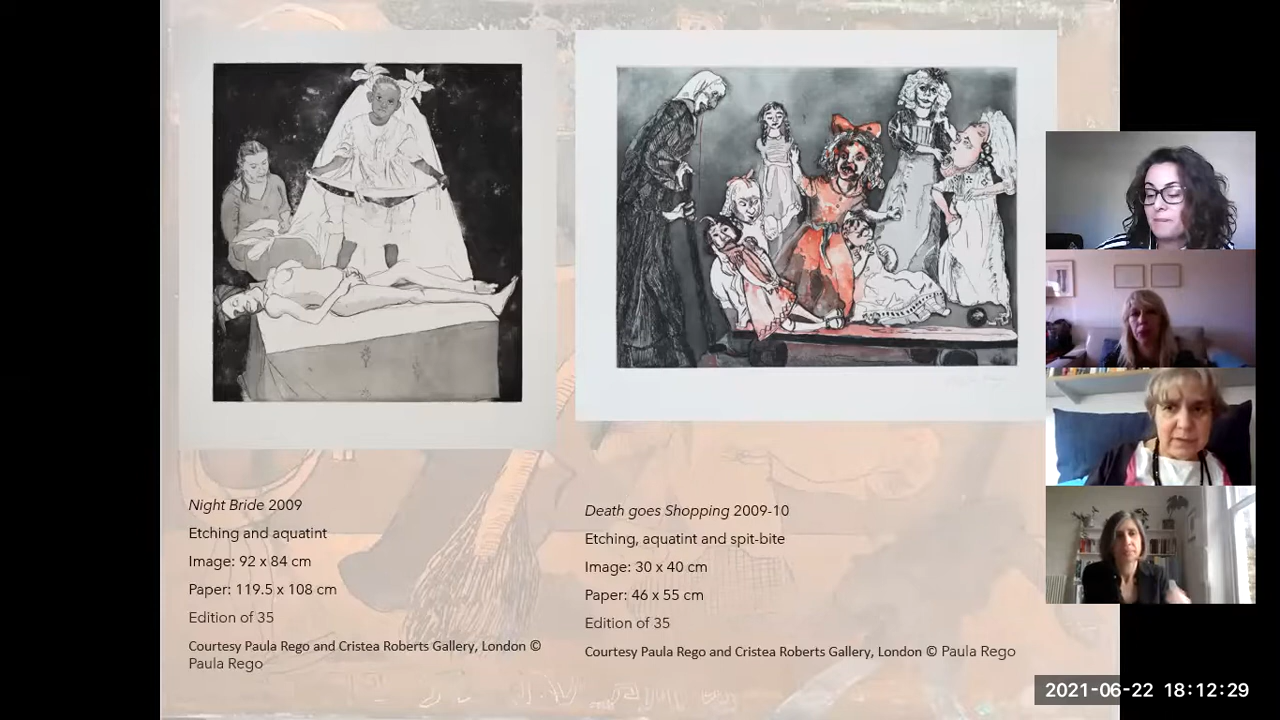 Night Bride 2009
Etching and aquatint
Image: 92 x 84 cm
Paper: 119.5 x 108 cm
Edition of 35
Courtesy Paula Rego and Cristea Roberts Gallery, London ©
Paula Rego
Death goes Shopping 2009-10
Etching, aquatint and spit-bite
Image: 30 x 40 cm
Paper: 46 x 55 cm
Edition of 35
Courtesy Paula Rego and Cristea Roberts Gallery, London © Paula Rego
2021-06-22 18:12:29